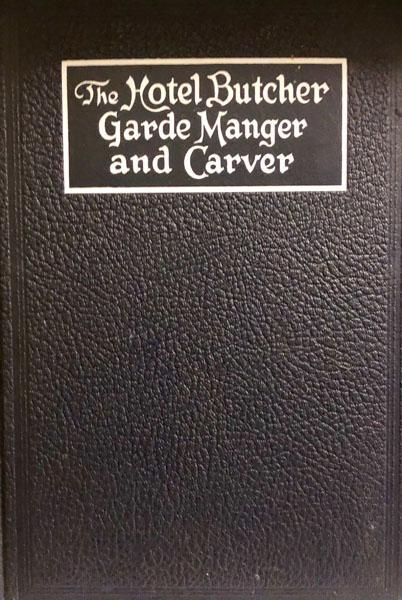 The Hotel Butcher
Garde Manger
and Carver